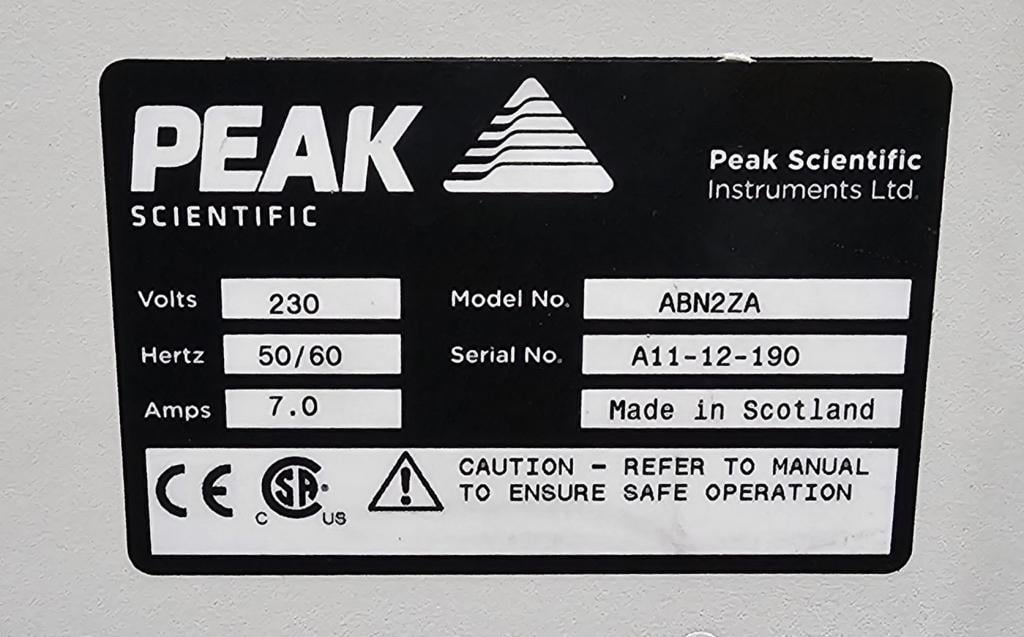 PEAK
SCIENTIFIC
Peak Scientific
Instruments Ltd.
Volts 230
Model No. ABN2ZA
Hertz 50/60
Serial No. A11-12-190
Amps 7.0
Made in Scotland
CE
C SA® US
CAUTION - REFER TO MANUAL
TO ENSURE SAFE OPERATION